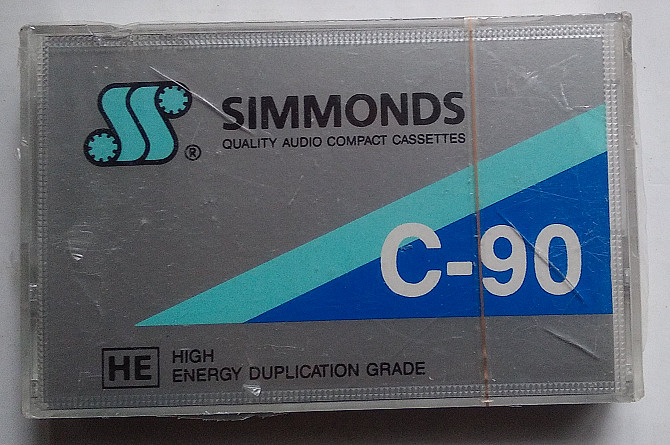 SIMMONDS
®
QUALITY AUDIO COMPACT CASSETTES
C-90
HE
HIGH
ENERGY DUPLICATION GRADE